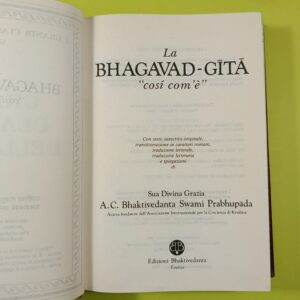 La
BHAGAVAD-GĪTĀ
"così com'è"
Con testo sanscrito originale,
traslitterazione in caratteri romani,
traduzione letterale,
traduzione letteraria
e spiegazioni
di
Sua Divina Grazia
A.C. Bhaktivedanta Swami Prabhupada
Acarya fondatore dell'Associazione Internazionale per la Coscienza di Krishna
Edizioni Bhaktivedanta